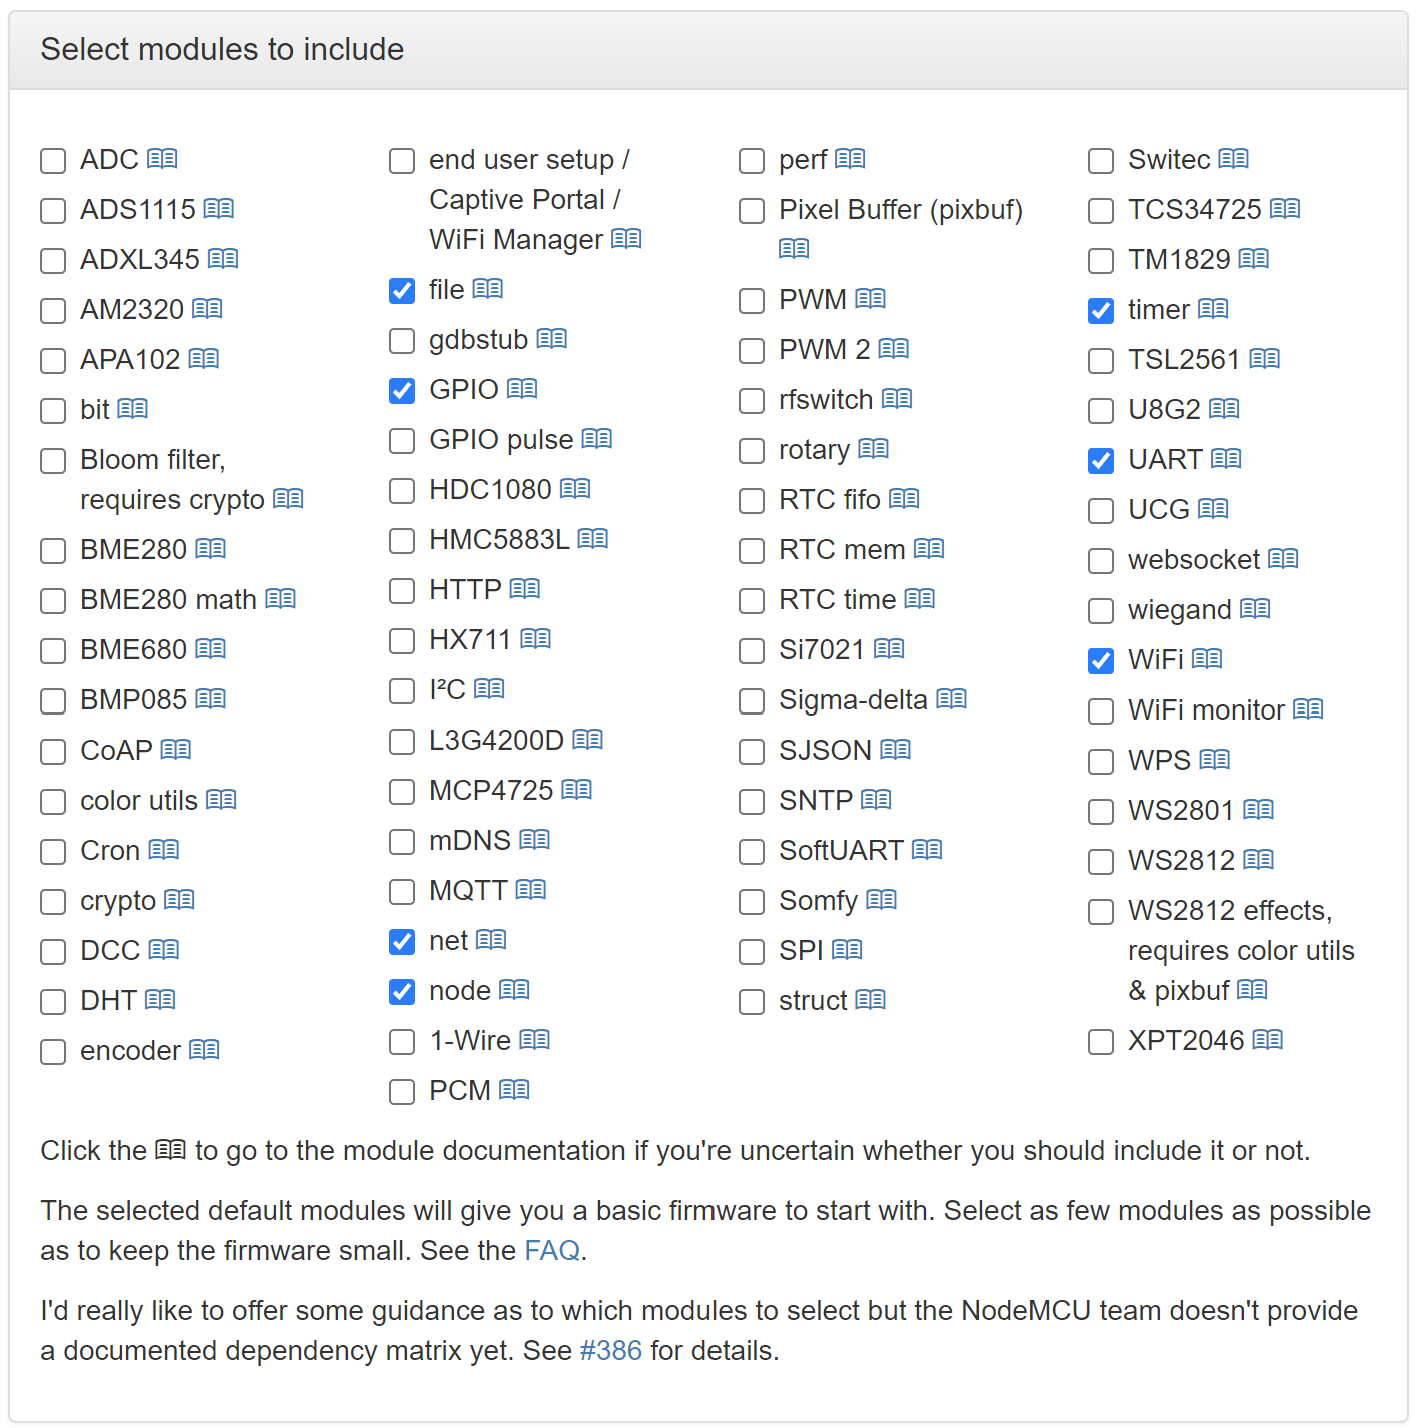 Select modules to include
ADC
ADS1115
ADXL345
AM2320
APA102
bit
Bloom filter,
requires crypto
BME280
BME280 math
BME680
BMP085
CoAP
color utils
Cron
crypto
DCC
DHT
encoder
end user setup /
Captive Portal /
WiFi Manager
file
gdbstub
GPIO
GPIO pulse
HDC1080
HMC5883L
HTTP
HX711
I²C
L3G4200D
MCP4725
mDNS
MQTT
net
node
1-Wire
PCM
perf
Pixel Buffer (pixbuf)
PWM
PWM 2
rfswitch
rotary
RTC fifo
RTC mem
RTC time
Si7021
Sigma-delta
SJSON
SNTP
SoftUART
Somfy
SPI
struct
Switec
TCS34725
TM1829
timer
TSL2561
U8G2
UART
UCG
websocket
wiegand
WiFi
WiFi monitor
WPS
WS2801
WS2812
WS2812 effects,
requires color utils
& pixbuf
XPT2046
Click the to go to the module documentation if you're uncertain whether you should include it or not.
The selected default modules will give you a basic firmware to start with. Select as few modules as possible
as to keep the firmware small. See the FAQ.
I'd really like to offer some guidance as to which modules to select but the NodeMCU team doesn't provide
a documented dependency matrix yet. See #386 for details.